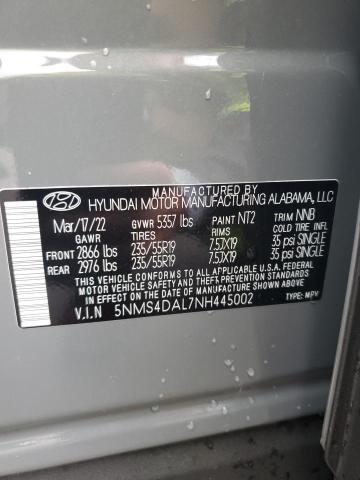 MANUFACTURED BY
HYUNDAI MOTOR MANUFACTURING ALABAMA, LLC
Mar/17/22 GVWR 5357 lbs PAINT NT2 TRIM NNB
GAWR TIRES RIMS COLD TIRE INFL
FRONT 2866 lbs 235/55R19 7.5JX19 35 psi SINGLE
REAR 2976 lbs 235/55R19 7.5JX19 35 psi SINGLE
THIS VEHICLE CONFORMS TO ALL APPLICABLE U.S.A. FEDERAL
MOTOR VEHICLE SAFETY, BUMPER, AND THEFT PREVENTION
STANDARDS IN EFFECT ON THE DATE OF MANUFACTURE SHOWN ABOVE.
V.I.N 5NMS4DAL7NH445002 TYPE: MPV